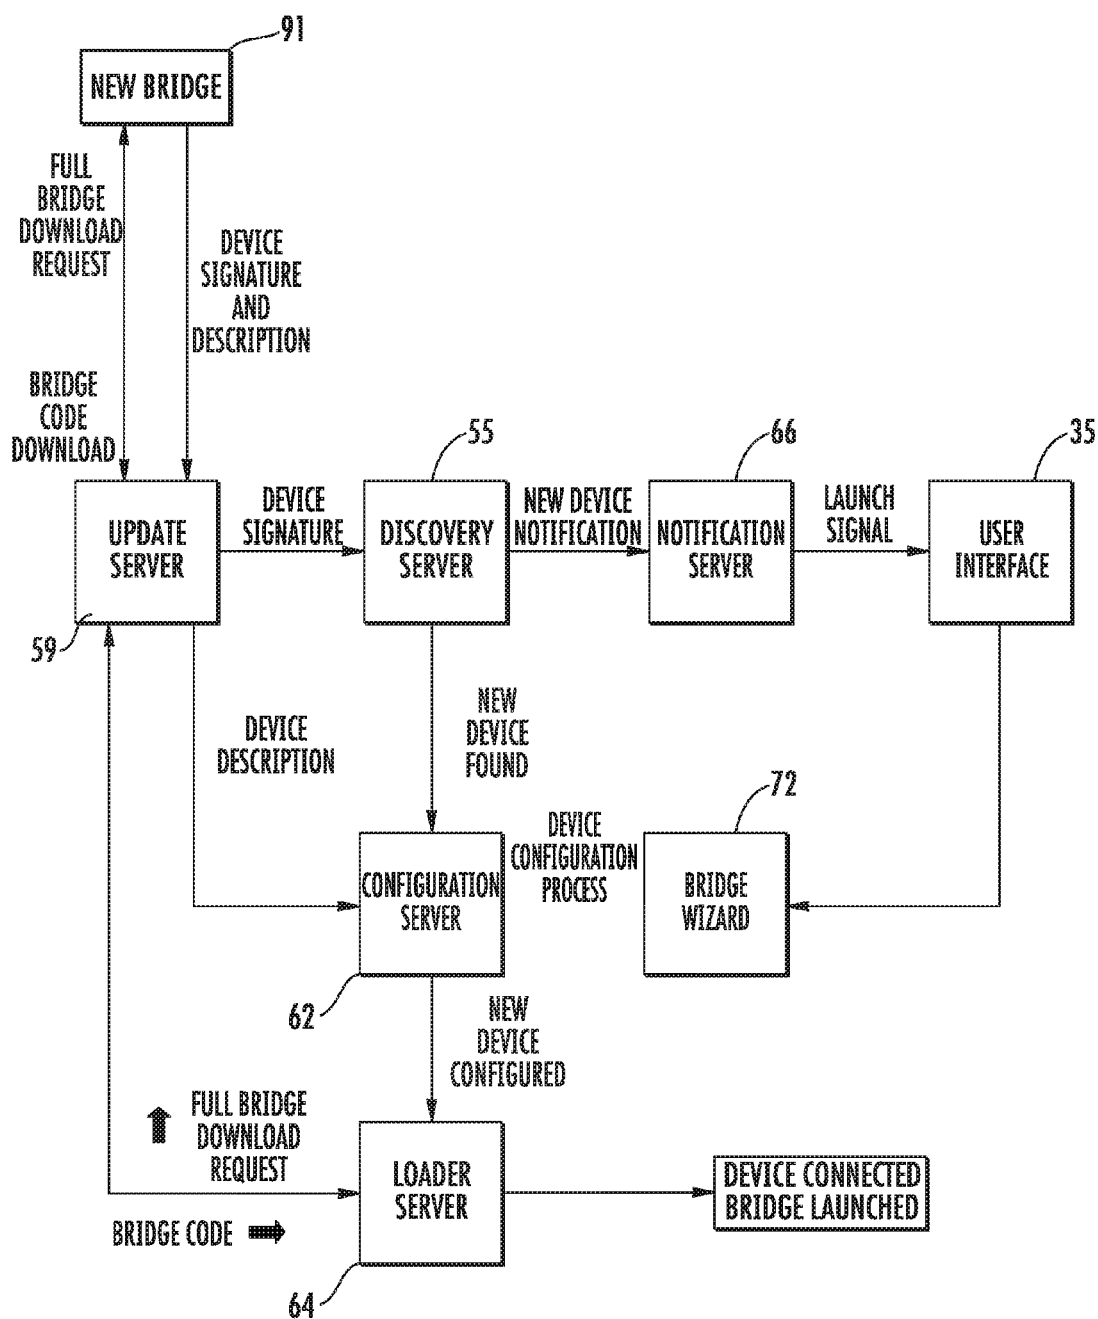 91
NEW BRIDGE
FULL
BRIDGE
DOWNLOAD
REQUEST
DEVICE
SIGNATURE
AND
DESCRIPTION
BRIDGE
CODE
DOWNLOAD
55
66
35
UPDATE
SERVER
59
DEVICE
SIGNATURE
DISCOVERY
SERVER
NEW DEVICE
NOTIFICATION
NOTIFICATION
SERVER
LAUNCH
SIGNAL
USER
INTERFACE
DEVICE
DESCRIPTION
NEW
DEVICE
FOUND
72
CONFIGURATION
SERVER
62
DEVICE
CONFIGURATION
PROCESS
BRIDGE
WIZARD
NEW
DEVICE
CONFIGURED
FULL BRIDGE
DOWNLOAD
REQUEST
BRIDGE CODE
LOADER
SERVER
64
DEVICE CONNECTED
BRIDGE LAUNCHED